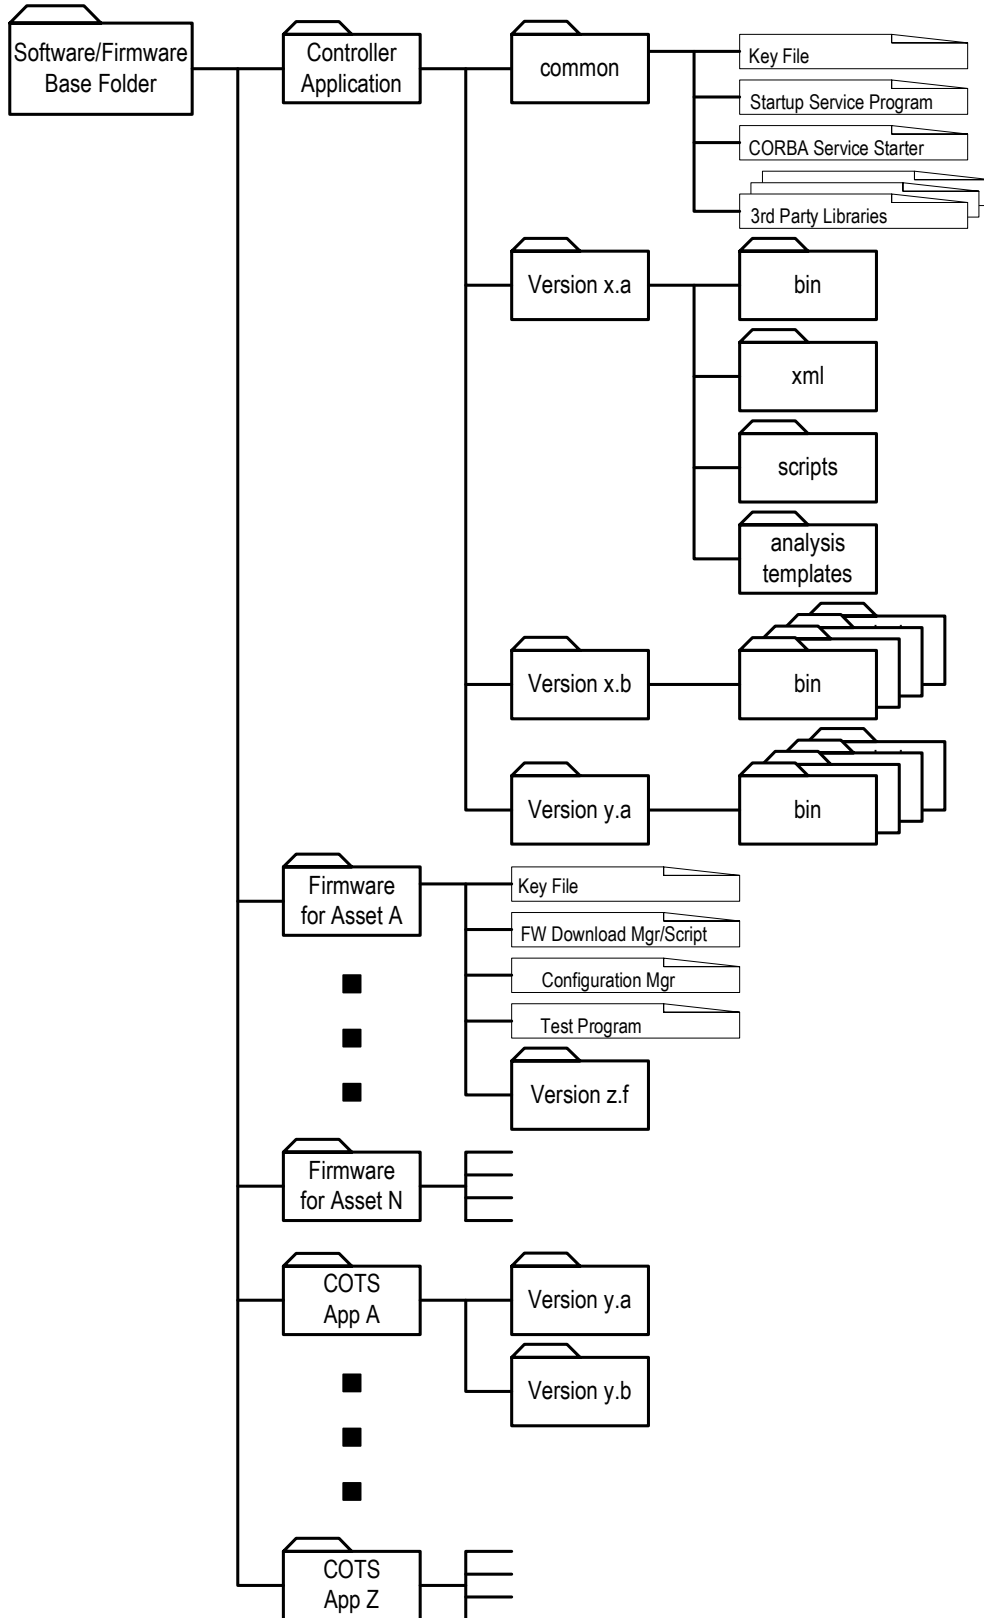 Software/Firmware
Base Folder
Controller
Application
common
Key File
Startup Service Program
CORBA Service Starter
3rd Party Libraries
Version x.a
bin
xml
scripts
analysis
templates
Version x.b
bin
Version y.a
bin
Firmware
for Asset A
Key File
FW Download Mgr/Script
Configuration Mgr
Test Program
Version z.f
Firmware
for Asset N
COTS
App A
Version y.a
Version y.b
COTS
App Z